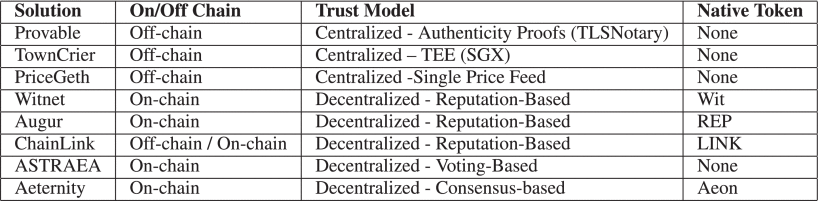 Solution On/Off Chain Trust Model Native Token
Provable Off-chain Centralized - Authenticity Proofs (TLSNotary) None
TownCrier Off-chain Centralized – TEE (SGX) None
PriceGeth Off-chain Centralized -Single Price Feed None
Witnet On-chain Decentralized - Reputation-Based Wit
Augur On-chain Decentralized - Reputation-Based REP
ChainLink Off-chain / On-chain Decentralized - Reputation-Based LINK
ASTRAEA On-chain Decentralized - Voting-Based None
Aeternity On-chain Decentralized - Consensus-based Aeon